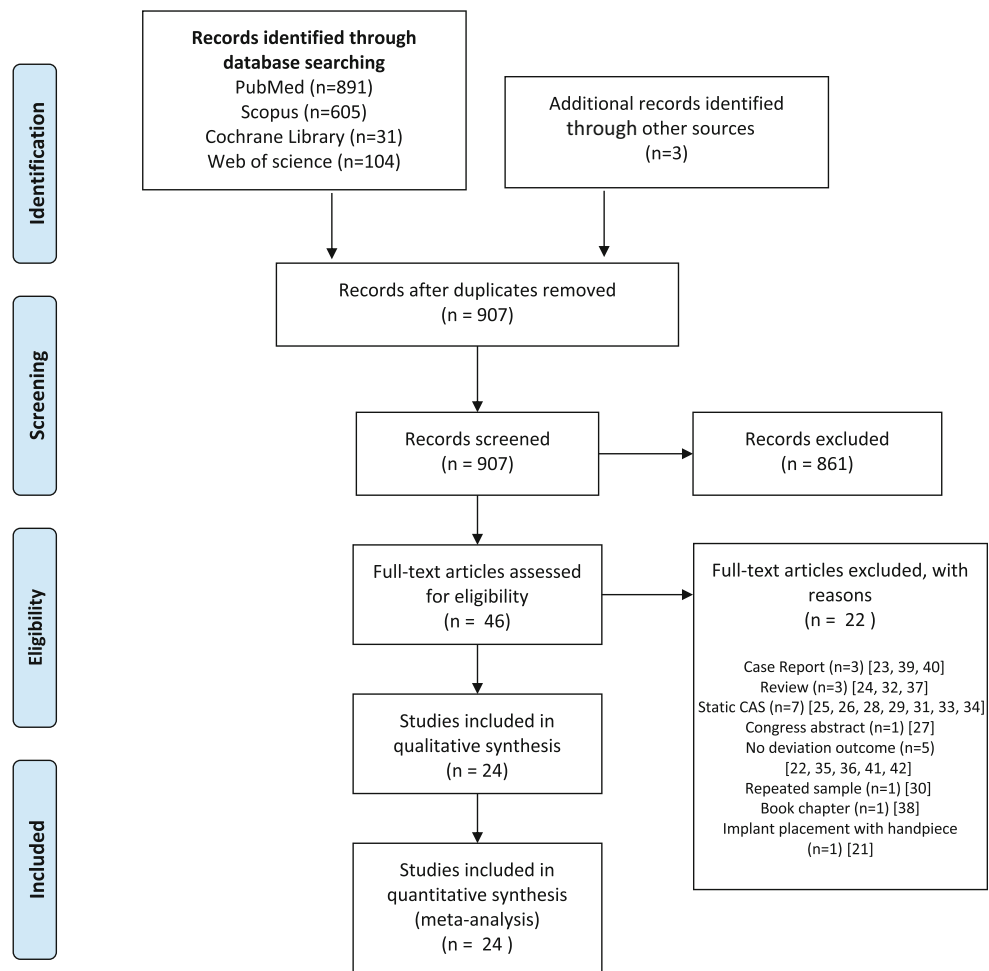 Identification
Records identified through
database searching
PubMed (n=891)
Scopus (n=605)
Cochrane Library (n=31)
Web of science (n=104)
Additional records identified
through other sources
(n=3)
Records after duplicates removed
(n = 907)
Screening
Records screened
(n = 907)
Records excluded
(n = 861)
Eligibility
Full-text articles assessed
for eligibility
(n = 46)
Full-text articles excluded, with
reasons
(n = 22 )
Case Report (n=3) [23, 39, 40]
Review (n=3) [24, 32, 37]
Static CAS (n=7) [25, 26, 28, 29, 31, 33, 34]
Congress abstract (n=1) [27]
No deviation outcome (n=5)
[22, 35, 36, 41, 42]
Repeated sample (n=1) [30]
Book chapter (n=1) [38]
Implant placement with handpiece
(n=1) [21]
Studies included in
qualitative synthesis
(n = 24)
Included
Studies included in
quantitative synthesis
(meta-analysis)
(n = 24 )